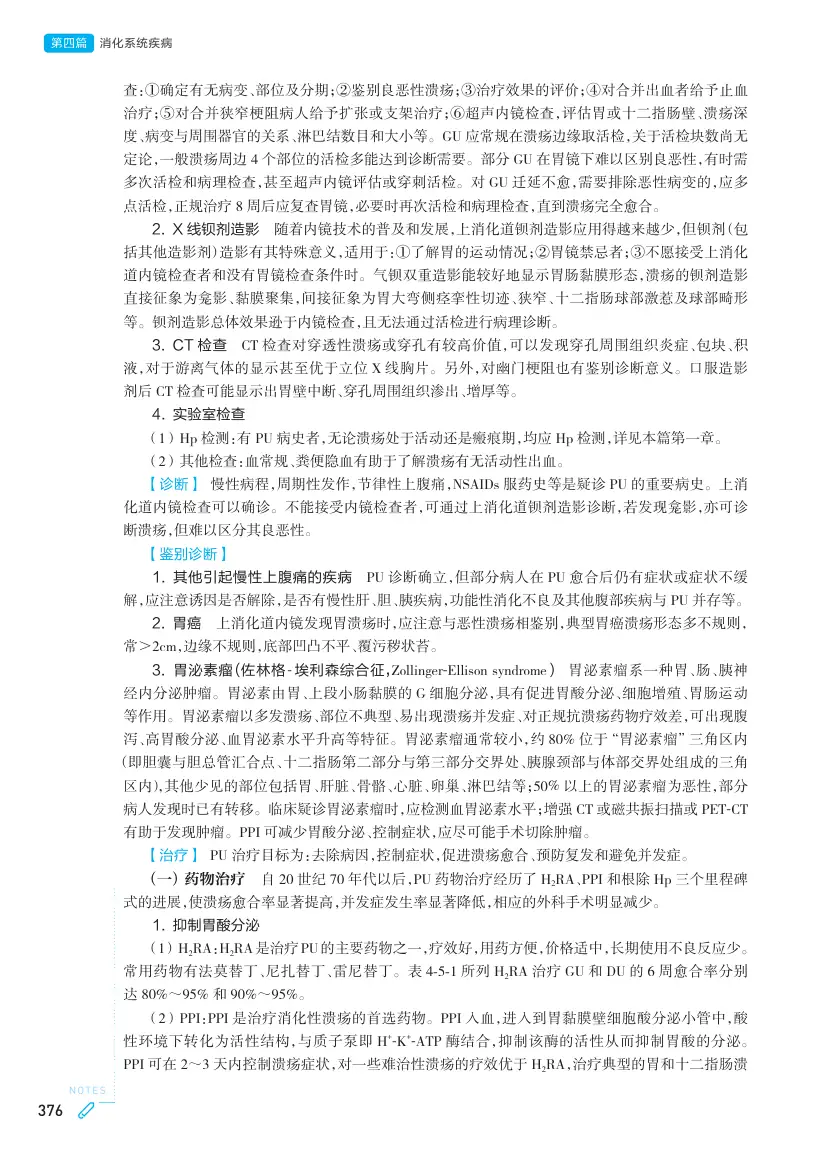 第四篇 消化系统疾病
查:①确定有无病变、部位及分期;②鉴别良恶性溃疡;③治疗效果的评价;④对合并出血者给予止血
治疗;⑤对合并狭窄梗阻病人给予扩张或支架治疗;⑥超声内镜检查,评估胃或十二指肠壁、溃疡深
度、病变与周围器官的关系、淋巴结数目和大小等。GU 应常规在溃疡边缘取活检,关于活检块数尚无
定论,一般溃疡周边 4 个部位的活检多能达到诊断需要。部分 GU 在胃镜下难以区别良恶性,有时需
多次活检和病理检查,甚至超声内镜评估或穿刺活检。对 GU 迁延不愈,需要排除恶性病变的,应多
点活检,正规治疗 8 周后应复查胃镜,必要时再次活检和病理检查,直到溃疡完全愈合。
2. X 线钡剂造影 随着内镜技术的普及和发展,上消化道钡剂造影应用得越来越少,但钡剂(包
括其他造影剂)造影有其特殊意义,适用于:①了解胃的运动情况;②胃镜禁忌者;③不愿接受上消化
道内镜检查者和没有胃镜检查条件时。气钡双重造影能较好地显示胃肠黏膜形态,溃疡的钡剂造影
直接征象为龛影、黏膜聚集,间接征象为胃大弯侧痉挛性切迹、狭窄、十二指肠球部激惹及球部畸形
等。钡剂造影总体效果逊于内镜检查,且无法通过活检进行病理诊断。
3. CT 检查 CT 检查对穿透性溃疡或穿孔有较高价值,可以发现穿孔周围组织炎症、包块、积
液,对于游离气体的显示甚至优于立位 X 线胸片。另外,对幽门梗阻也有鉴别诊断意义。口服造影
剂后 CT 检查可能显示出胃壁中断、穿孔周围组织渗出、增厚等。
4. 实验室检查
(1)Hp 检测:有 PU 病史者,无论溃疡处于活动还是瘢痕期,均应 Hp 检测,详见本篇第一章。
(2)其他检查:血常规、粪便隐血有助于了解溃疡有无活动性出血。
【诊断】 慢性病程,周期性发作,节律性上腹痛,NSAIDs 服药史等是疑诊 PU 的重要病史。上消
化道内镜检查可以确诊。不能接受内镜检查者,可通过上消化道钡剂造影诊断,若发现龛影,亦可诊
断溃疡,但难以区分其良恶性。
【鉴别诊断】
1. 其他引起慢性上腹痛的疾病 PU 诊断确立,但部分病人在 PU 愈合后仍有症状或症状不缓
解,应注意诱因是否解除,是否有慢性肝、胆、胰疾病,功能性消化不良及其他腹部疾病与 PU 并存等。
2. 胃癌 上消化道内镜发现胃溃疡时,应注意与恶性溃疡相鉴别,典型胃癌溃疡形态多不规则,
常>2cm,边缘不规则,底部凹凸不平、覆污秽状苔。
3. 胃泌素瘤(佐林格-埃利森综合征,Zollinger-Ellison syndrome) 胃泌素瘤系一种胃、肠、胰神
经内分泌肿瘤。胃泌素由胃、上段小肠黏膜的 G 细胞分泌,具有促进胃酸分泌、细胞增殖、胃肠运动
等作用。胃泌素瘤以多发溃疡、部位不典型、易出现溃疡并发症、对正规抗溃疡药物疗效差,可出现腹
泻、高胃酸分泌、血胃泌素水平升高等特征。胃泌素瘤通常较小,约 80% 位于“胃泌素瘤”三角区内
(即胆囊与胆总管汇合点、十二指肠第二部分与第三部分交界处、胰腺颈部与体部交界处组成的三角
区内),其他少见的部位包括胃、肝脏、骨骼、心脏、卵巢、淋巴结等;50% 以上的胃泌素瘤为恶性,部分
病人发现时已有转移。临床疑诊胃泌素瘤时,应检测血胃泌素水平;增强 CT 或磁共振扫描或 PET-CT
有助于发现肿瘤。PPI 可减少胃酸分泌、控制症状,应尽可能手术切除肿瘤。
【治疗】 PU 治疗目标为:去除病因,控制症状,促进溃疡愈合、预防复发和避免并发症。
(一)药物治疗 自 20 世纪 70 年代以后,PU 药物治疗经历了 H₂RA、PPI 和根除 Hp 三个里程碑
式的进展,使溃疡愈合率显著提高,并发症发生率显著降低,相应的外科手术明显减少。
1. 抑制胃酸分泌
(1)H₂RA:H₂RA 是治疗 PU 的主要药物之一,疗效好,用药方便,价格适中,长期使用不良反应少。
常用药物有法莫替丁、尼扎替丁、雷尼替丁。表 4-5-1 所列 H₂RA 治疗 GU 和 DU 的 6 周愈合率分别
达 80%~95% 和 90%~95%。
(2)PPI:PPI 是治疗消化性溃疡的首选药物。PPI 入血,进入到胃黏膜壁细胞酸分泌小管中,酸
性环境下转化为活性结构,与质子泵即 H⁺-K⁺-ATP 酶结合,抑制该酶的活性从而抑制胃酸的分泌。
PPI 可在 2~3 天内控制溃疡症状,对一些难治性溃疡的疗效优于 H₂RA,治疗典型的胃和十二指肠溃
NOTES
376